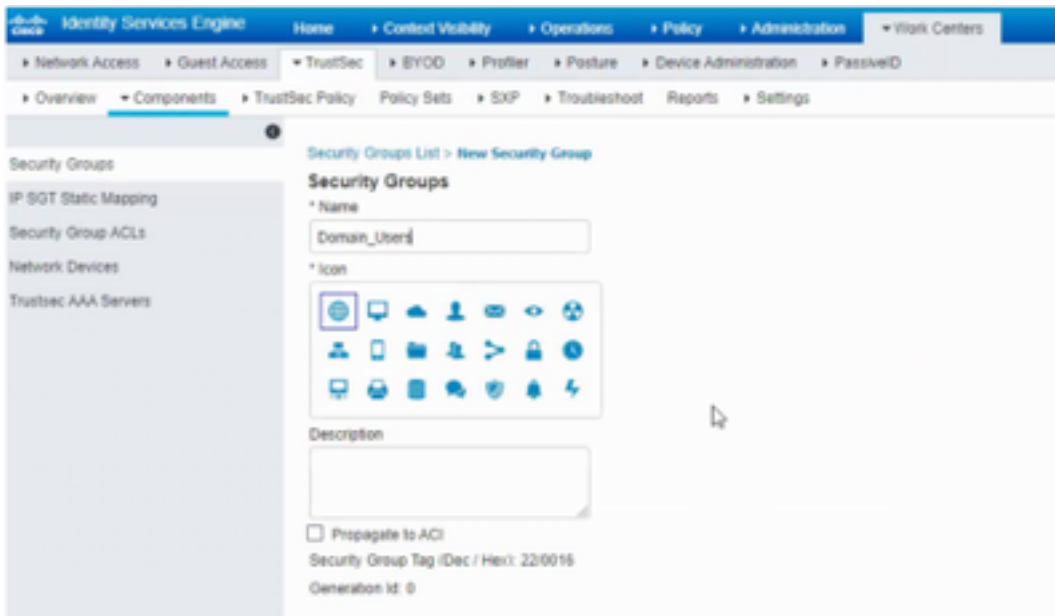 CISCO Identity Services Engine Home Context Visibility Operations Policy Administration Work Centers
Network Access Guest Access TrustSec BYOD Profiler Posture Device Administration PassiveID
Overview Components TrustSec Policy Policy Sets SXP Troubleshoot Reports Settings
Security Groups
IP SGT Static Mapping
Security Group ACLs
Network Devices
Trustsec AAA Servers
Security Groups List > New Security Group
Security Groups
* Name
Domain_Users
* Icon
Description
Propagate to ACI
Security Group Tag (Dec / Hex): 22/0016
Generation Id: 0